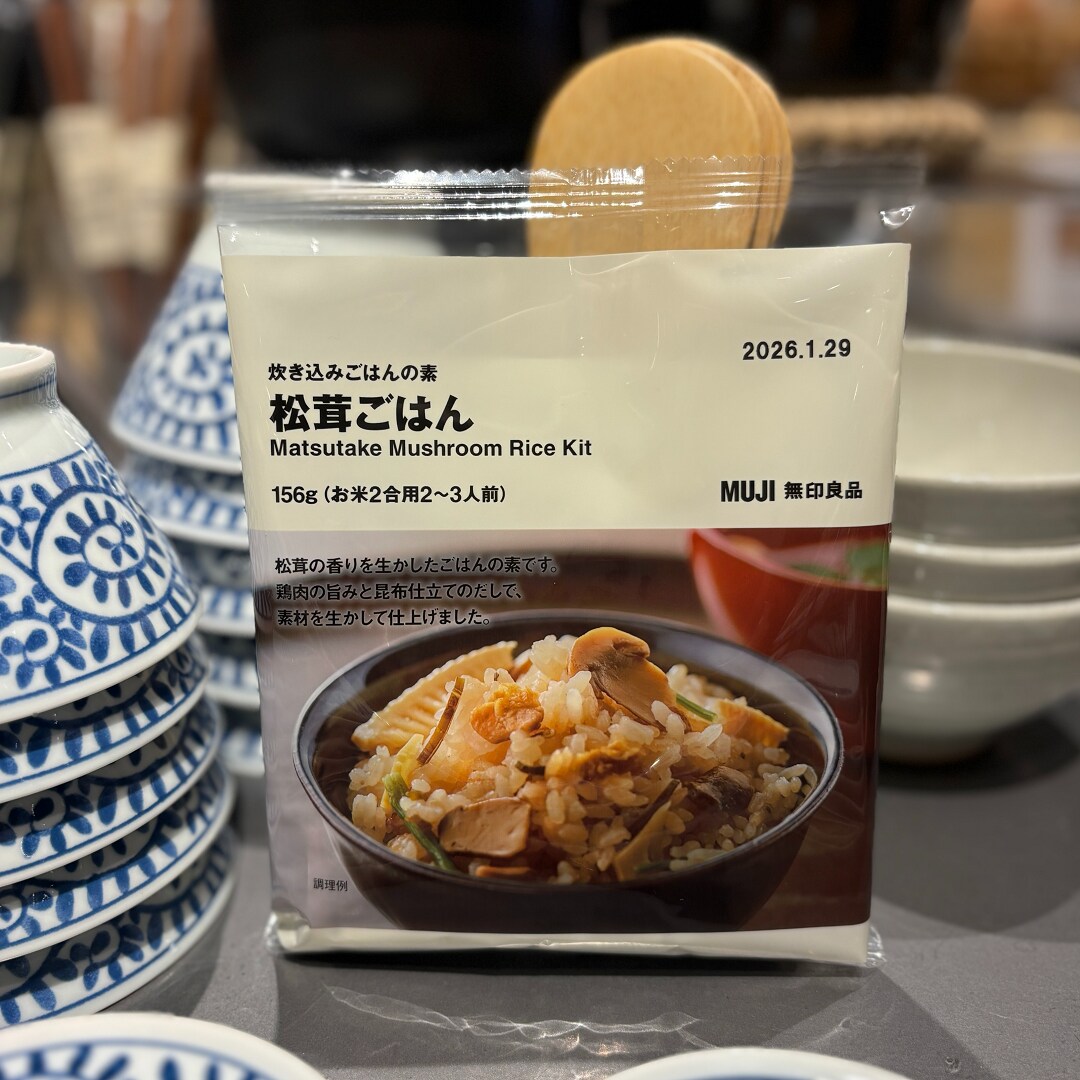 炊き込みごはんの素
2026.1.29
松茸ごはん
Matsutake Mushroom Rice Kit
156g（お米2合用2～3人前）
MUJI 無印良品
松茸の香りを生かしたごはんの素です。
鶏肉の旨みと昆布仕立てのだしで、
素材を生かして仕上げました。
調理例